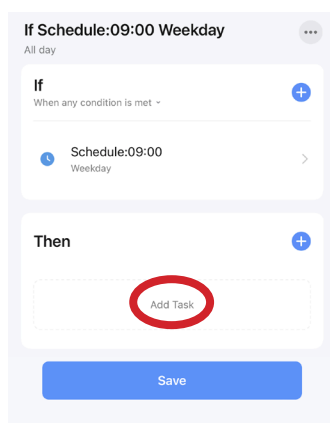 If Schedule:09:00 Weekday
All day
If
When any condition is met
Schedule:09:00
Weekday
Then
Add Task
Save